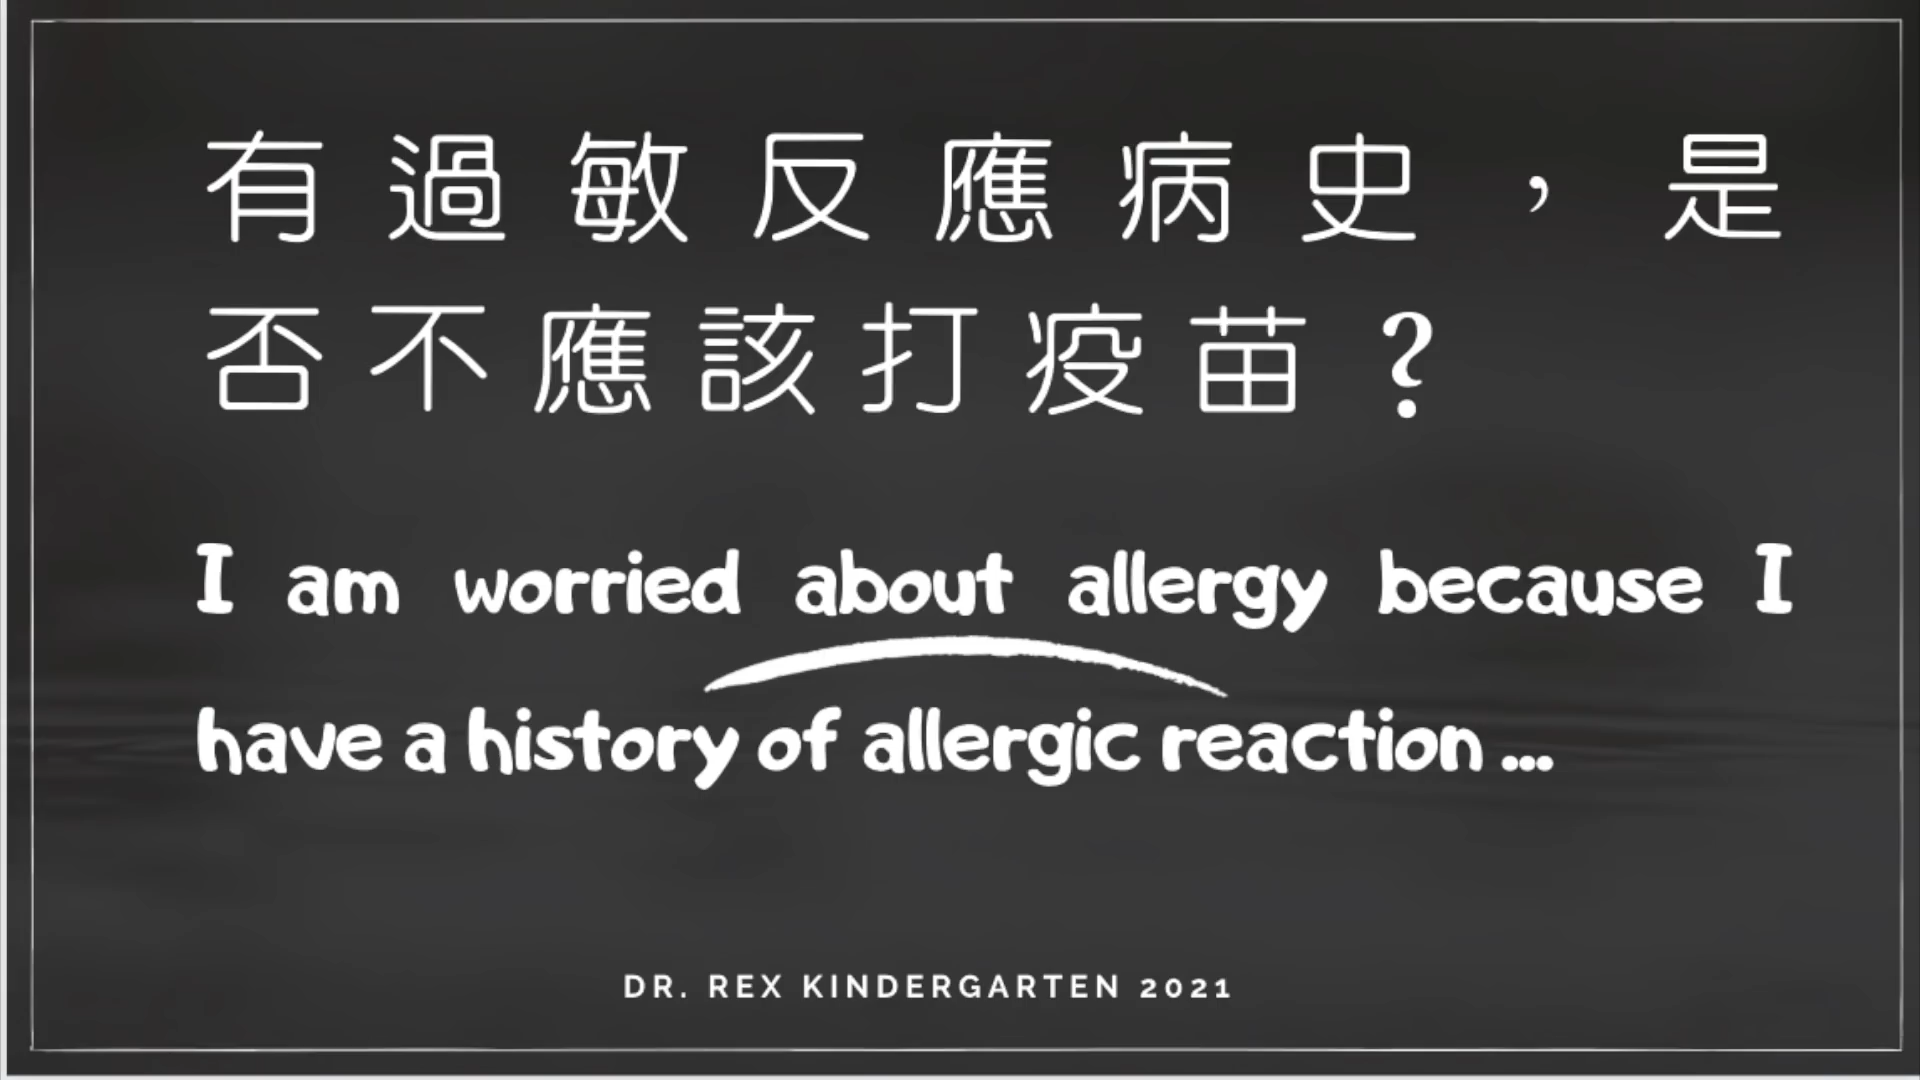 有過敏反應病史，是
否不應該打疫苗？
I am worried about allergy because I
have a history of allergic reaction ...
DR. REX KINDERGARTEN 2021